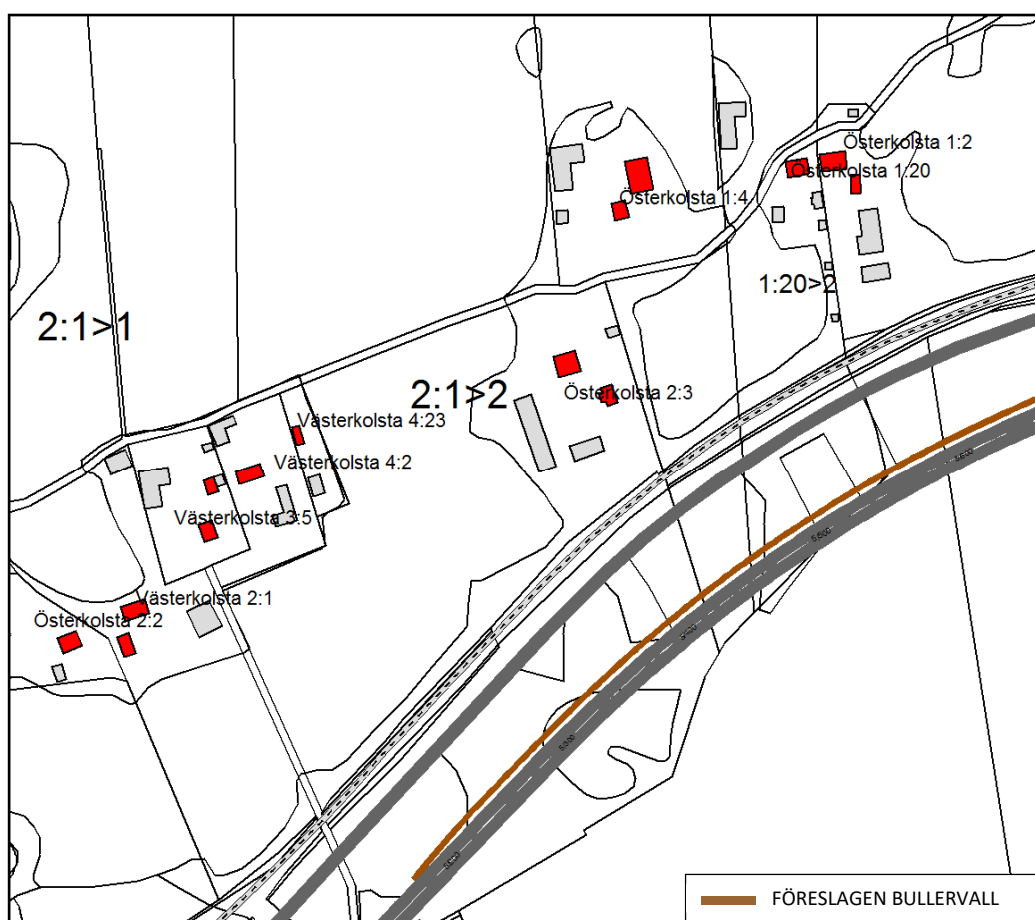 Österkolsta 1:2
Österkolsta 1:20
Österkolsta 1:4
1:20>2
2:1>1
2:1>2
Österkolsta 2:3
Västerkolsta 4:23
Västerkolsta 4:2
Västerkolsta 3:5
Västerkolsta 2:1
Österkolsta 2:2
FÖRESLAGEN BULLERVALL